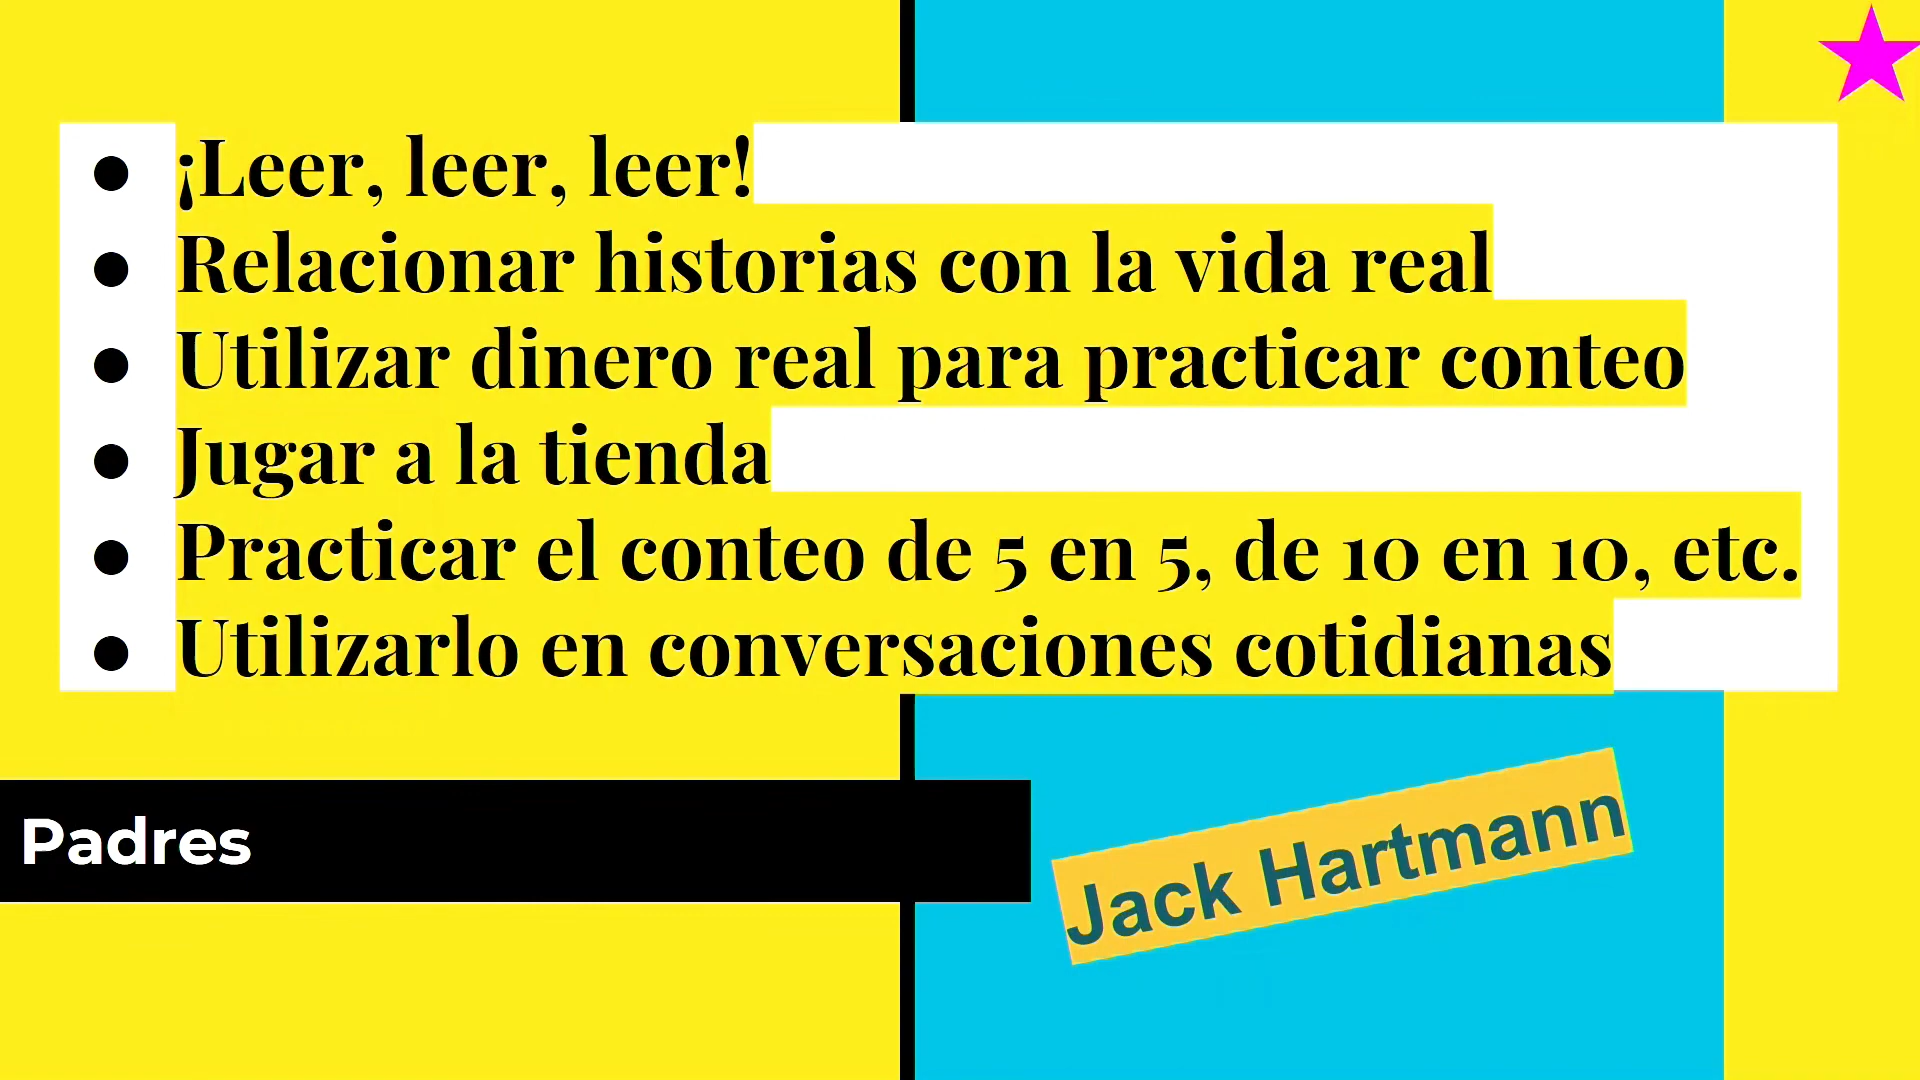 ● ¡Leer, leer, leer!
● Relacionar historias con la vida real
● Utilizar dinero real para practicar conteo
● Jugar a la tienda
● Practicar el conteo de 5 en 5, de 10 en 10, etc.
● Utilizarlo en conversaciones cotidianas
Padres
Jack Hartmann